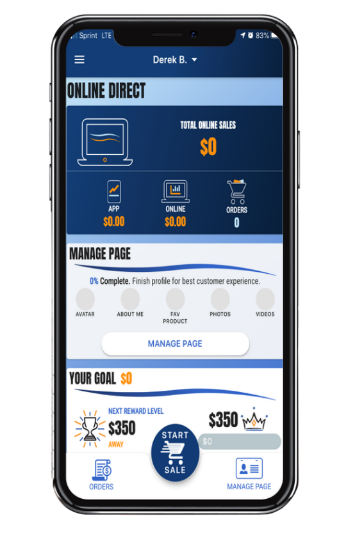 Sprint LTE
83%
Derek B.
ONLINE DIRECT
TOTAL ONLINE SALES
$0
APP
ONLINE
ORDERS
$0.00
$0.00
0
MANAGE PAGE
0% Complete. Finish profile for best customer experience.
AVATAR
ABOUT ME
FAV
PRODUCT
PHOTOS
VIDEOS
MANAGE PAGE
YOUR GOAL $0
NEXT REWARD LEVEL
$350
AWAY
$350
$0
START
SALE
ORDERS
MANAGE PAGE